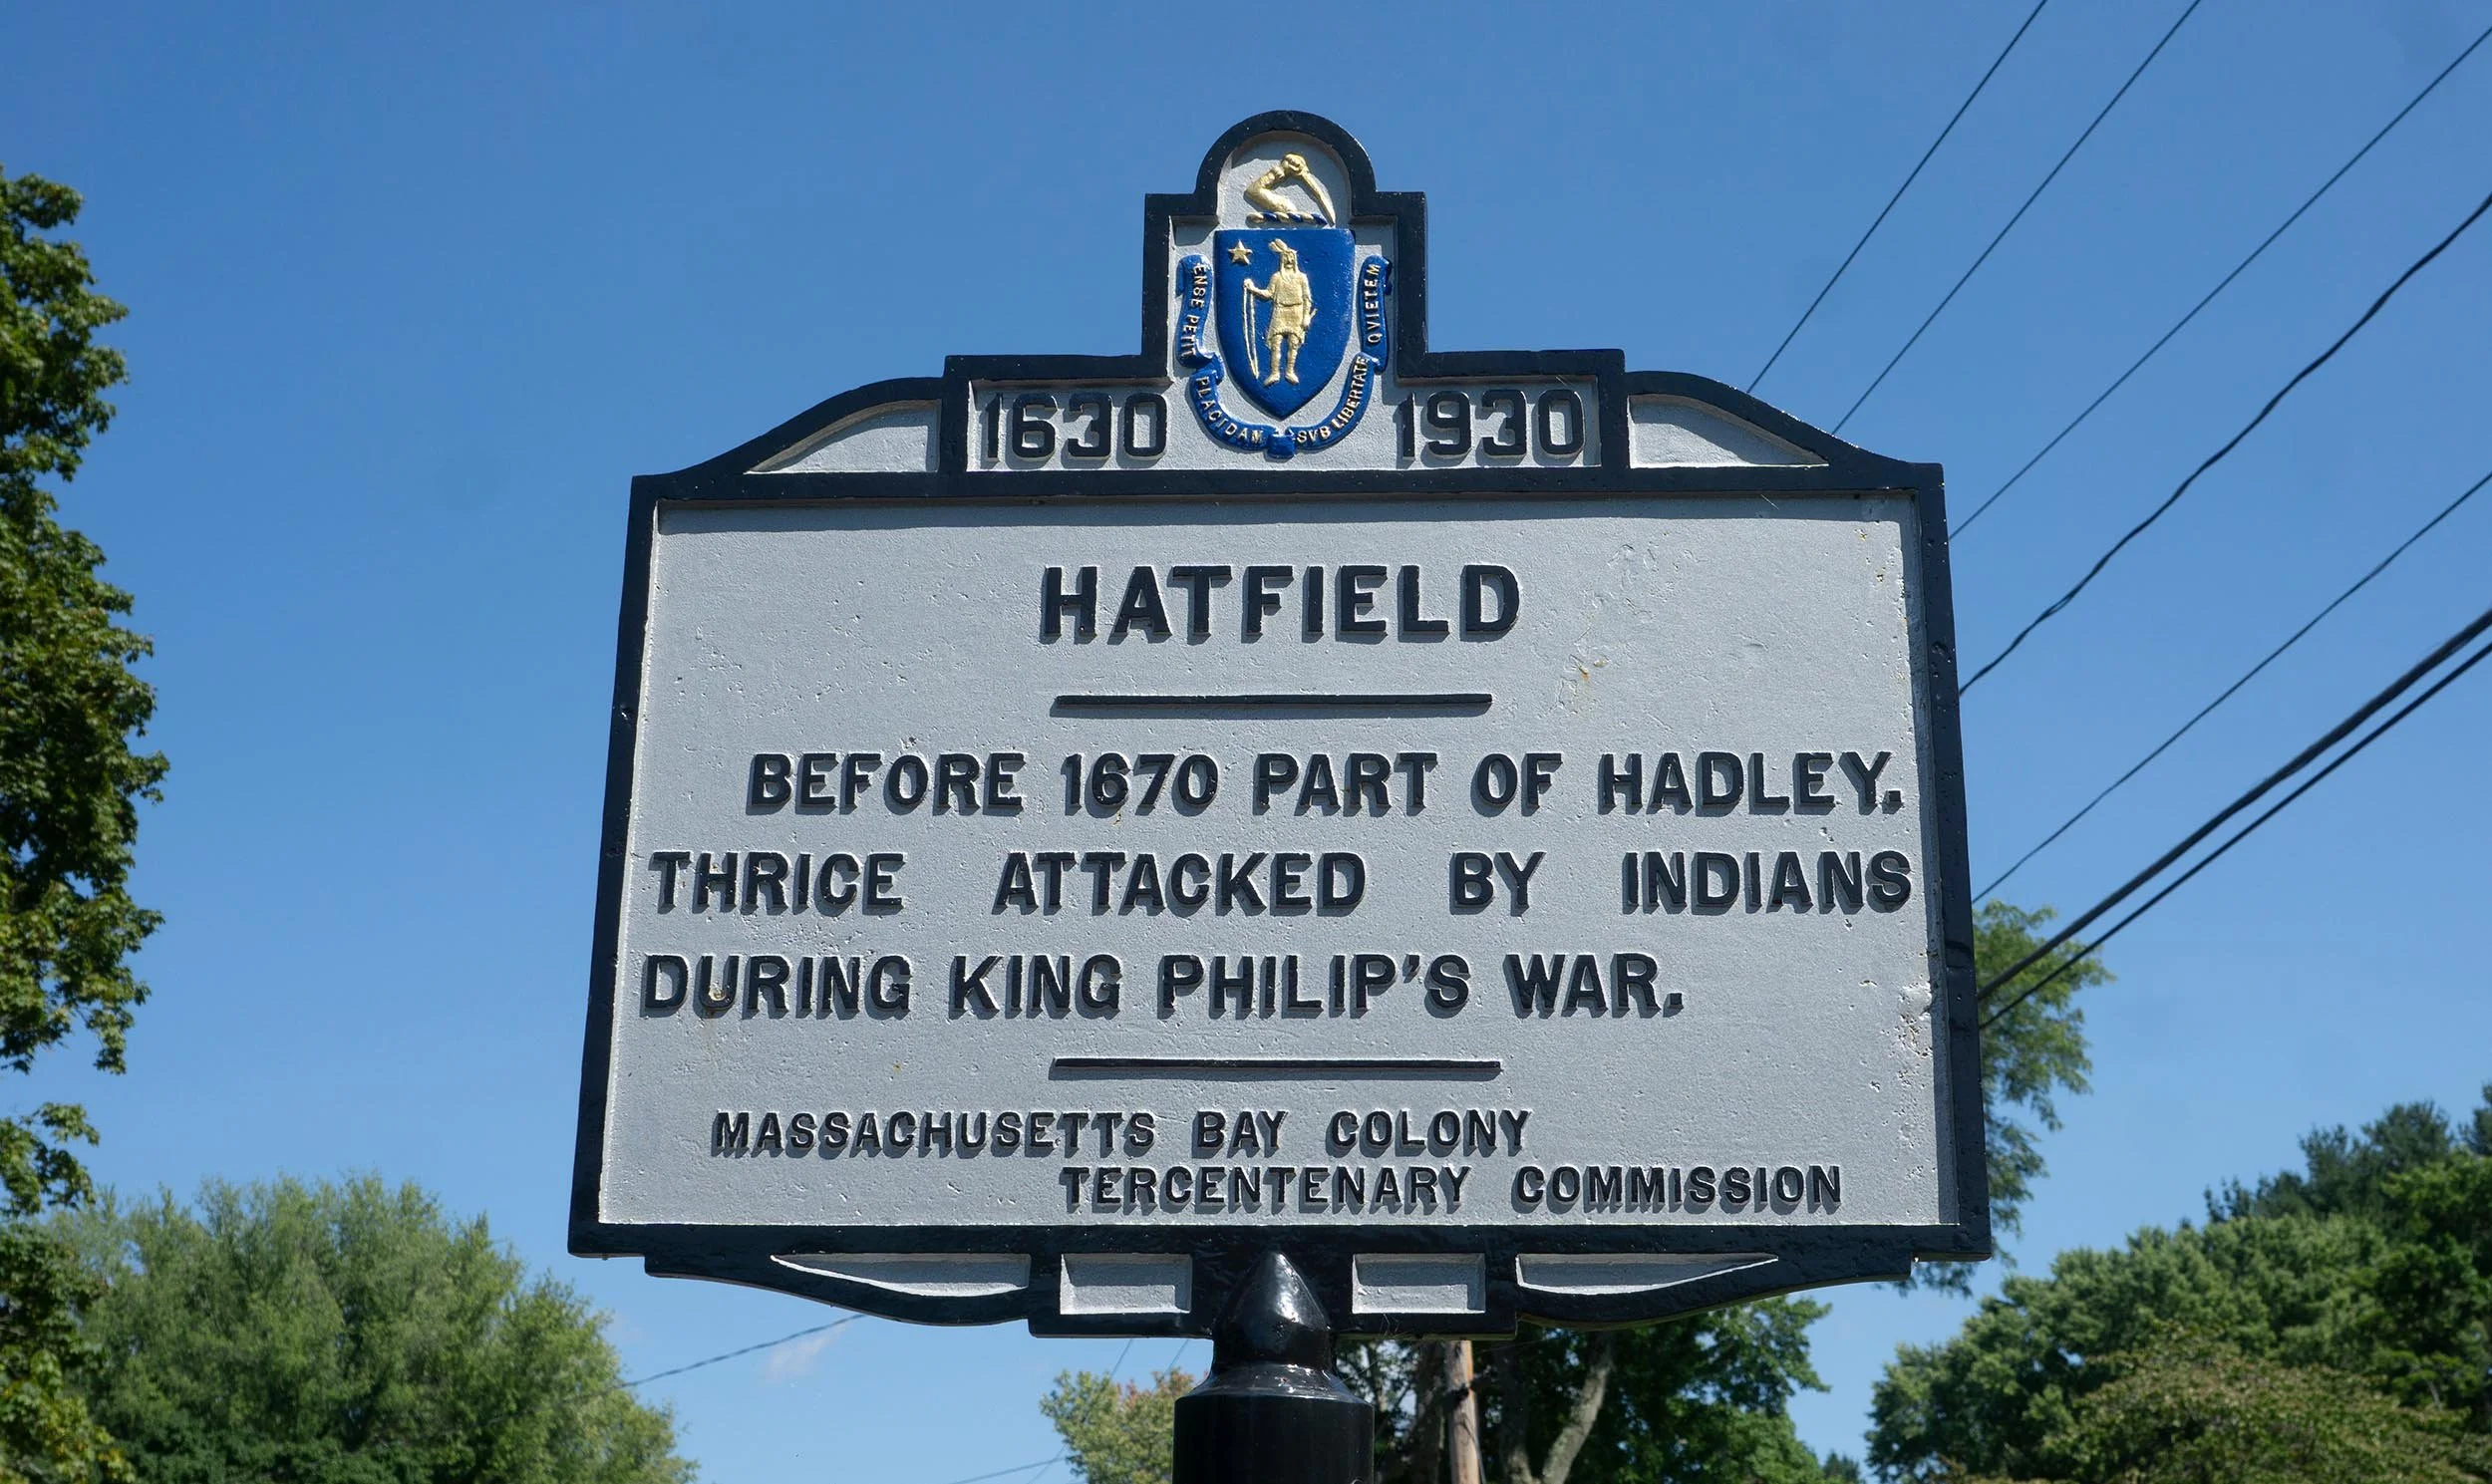 ENSE PETIT PLACIDAM SVB LIBERTATE QVIETEM
1630 1930
HATFIELD
BEFORE 1670 PART OF HADLEY.
THRICE ATTACKED BY INDIANS
DURING KING PHILIP'S WAR.
MASSACHUSETTS BAY COLONY
TERCENTENARY COMMISSION